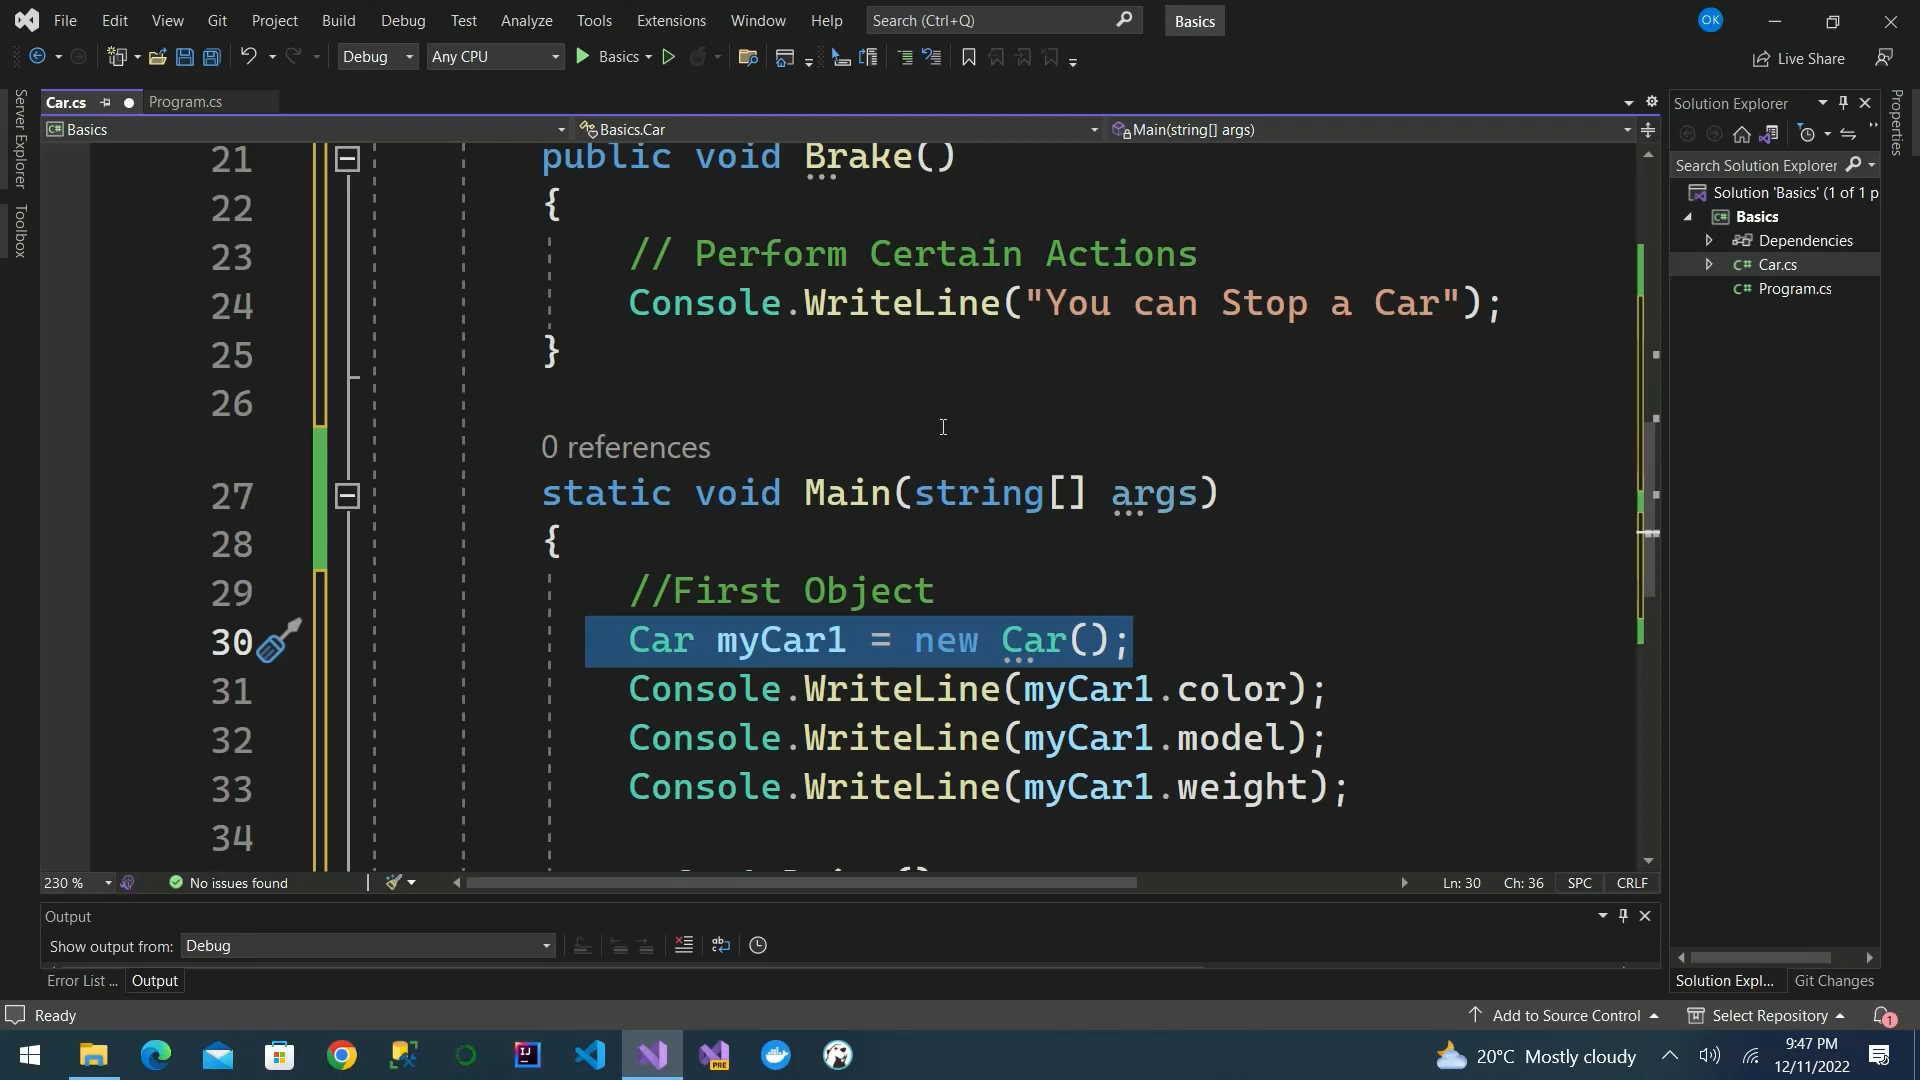 File Edit View Git Project Build Debug Test Analyze Tools Extensions Window Help Search (Ctrl+Q) Basics OK
Debug Any CPU Basics Live Share
Server Explorer
Toolbox
Car.cs Program.cs
Basics Basics.Car Main(string[] args)
21 public void Brake()
22 {
23 // Perform Certain Actions
24 Console.WriteLine("You can Stop a Car");
25 }
26
0 references
27 static void Main(string[] args)
28 {
29 //First Object
30 Car myCar1 = new Car();
31 Console.WriteLine(myCar1.color);
32 Console.WriteLine(myCar1.model);
33 Console.WriteLine(myCar1.weight);
34
230 % No issues found Ln: 30 Ch: 36 SPC CRLF
Output
Show output from: Debug
Error List ... Output
Solution Explorer
Search Solution Explorer
Solution 'Basics' (1 of 1 p
Basics
Dependencies
C# Car.cs
C# Program.cs
Solution Expl... Git Changes
Properties
Ready Add to Source Control Select Repository 1
20°C Mostly cloudy
9:47 PM
12/11/2022